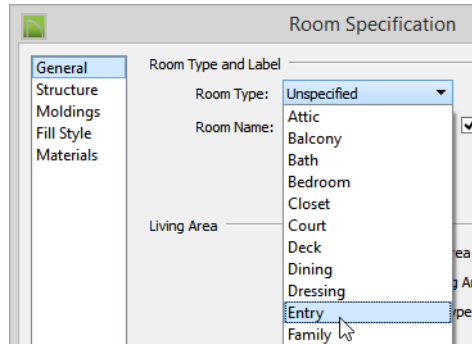 Room Specification
General
Structure
Moldings
Fill Style
Materials
Room Type and Label
Room Type: Unspecified
Room Name:
Attic
Balcony
Bath
Bedroom
Closet
Court
Deck
Dining
Dressing
Entry
Family
Living Area